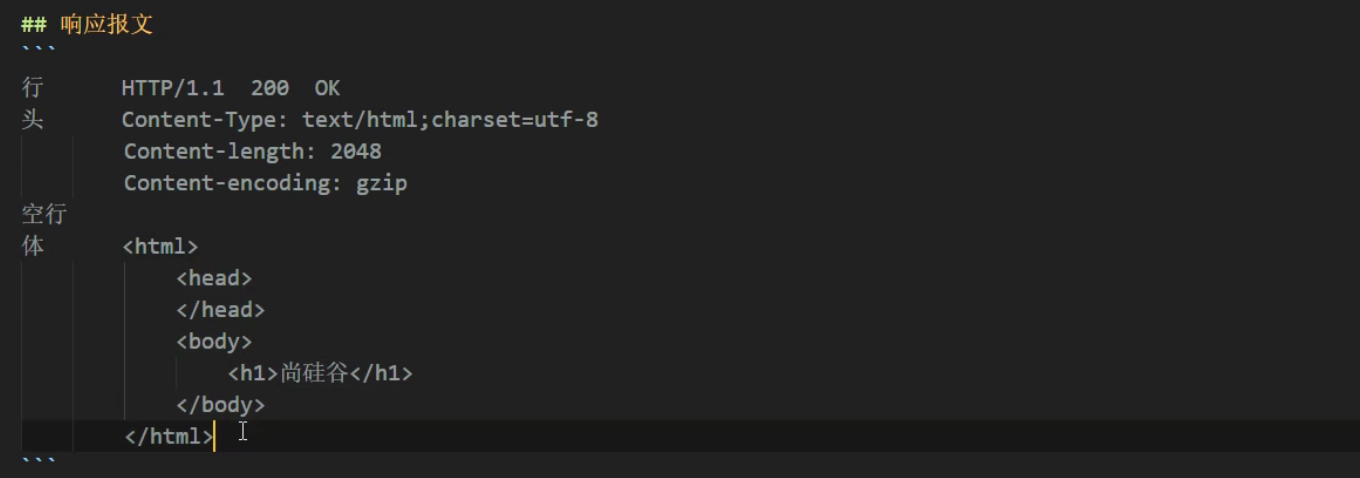 ## 响应报文
```
行      HTTP/1.1  200  OK
头      Content-Type: text/html;charset=utf-8
        Content-length: 2048
        Content-encoding: gzip
空行
体      <html>
            <head>
            </head>
            <body>
                <h1>尚硅谷</h1>
            </body>
        </html>
```